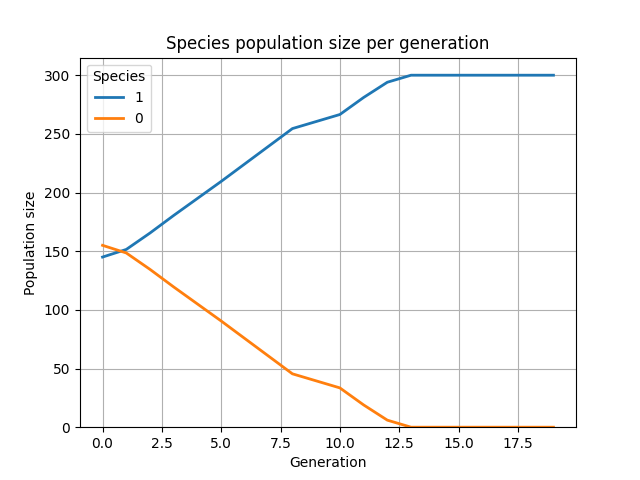 Species population size per generation
Species
1
0
Population size
300
250
200
150
100
50
0
0.0 2.5 5.0 7.5 10.0 12.5 15.0 17.5
Generation